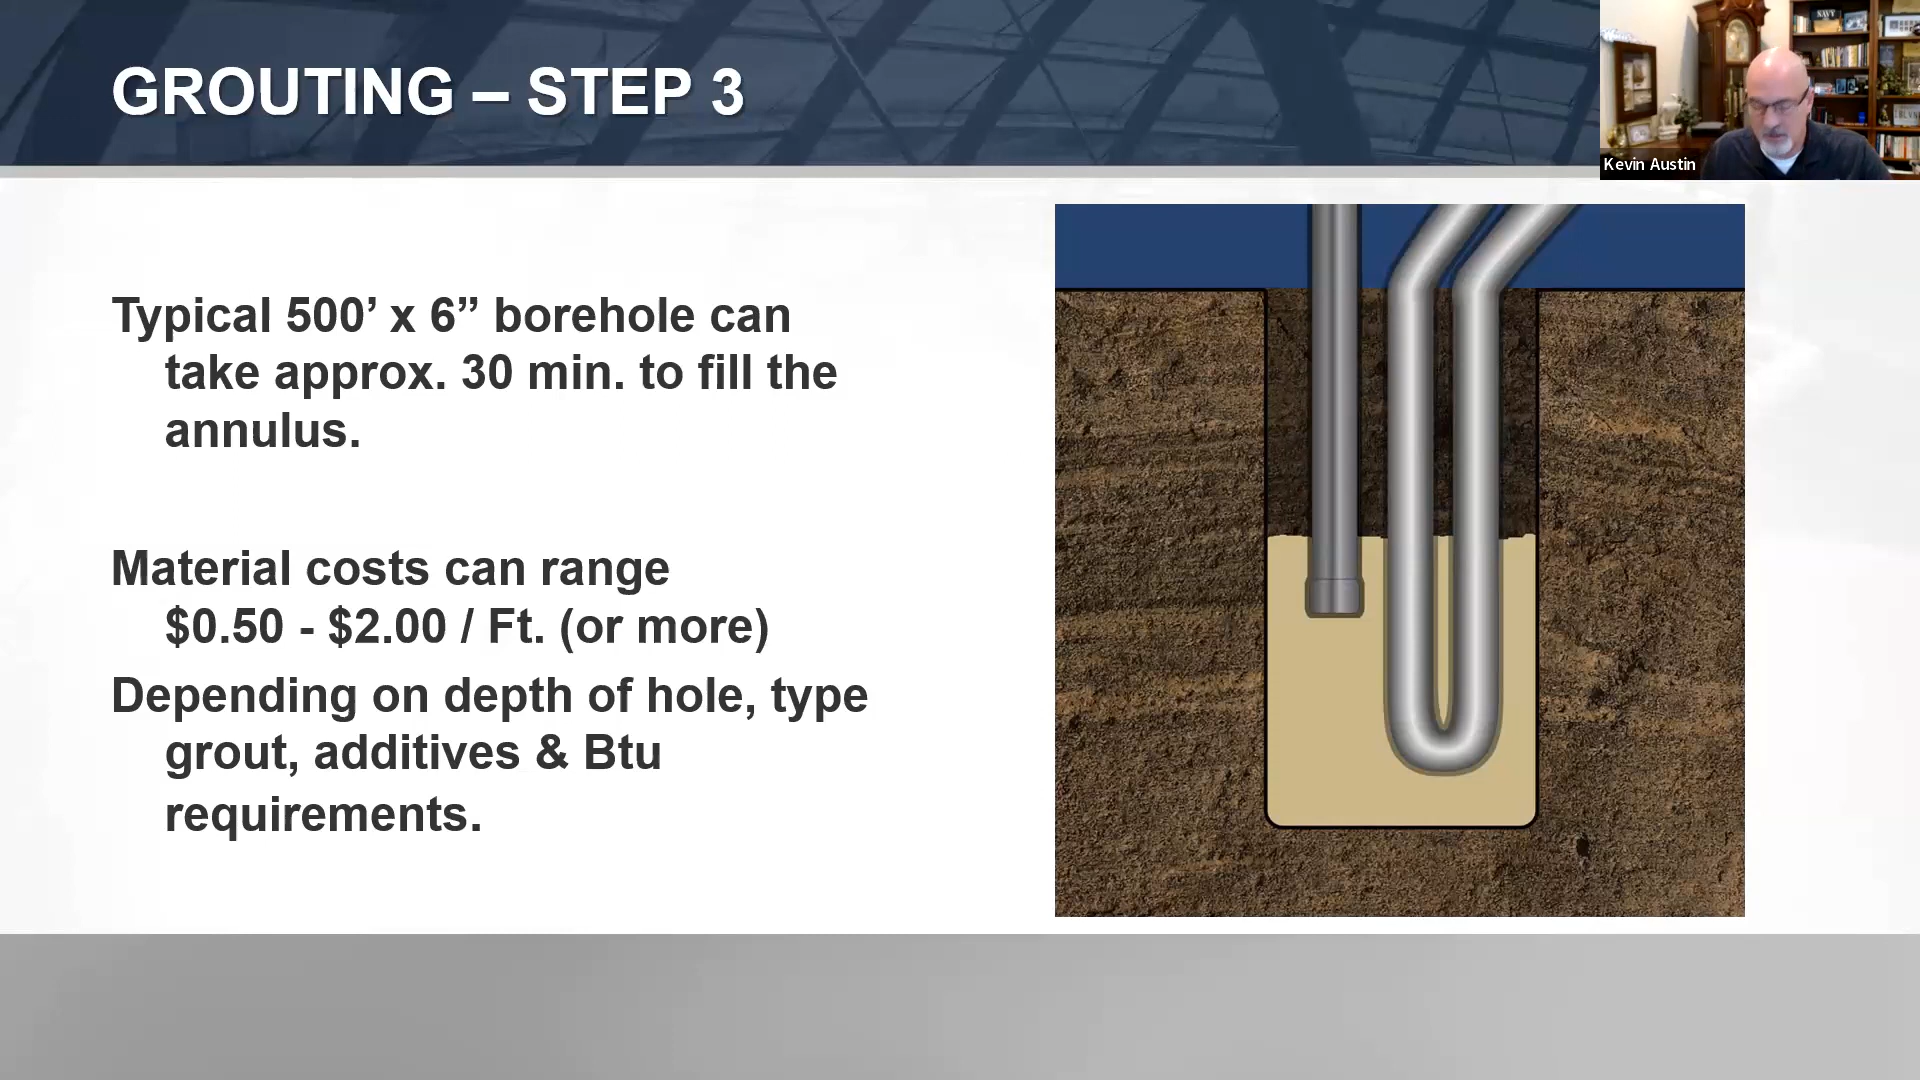 GROUTING – STEP 3
NAVY
Kevin Austin
Typical 500’ x 6” borehole can
take approx. 30 min. to fill the
annulus.
Material costs can range
$0.50 - $2.00 / Ft. (or more)
Depending on depth of hole, type
grout, additives & Btu
requirements.